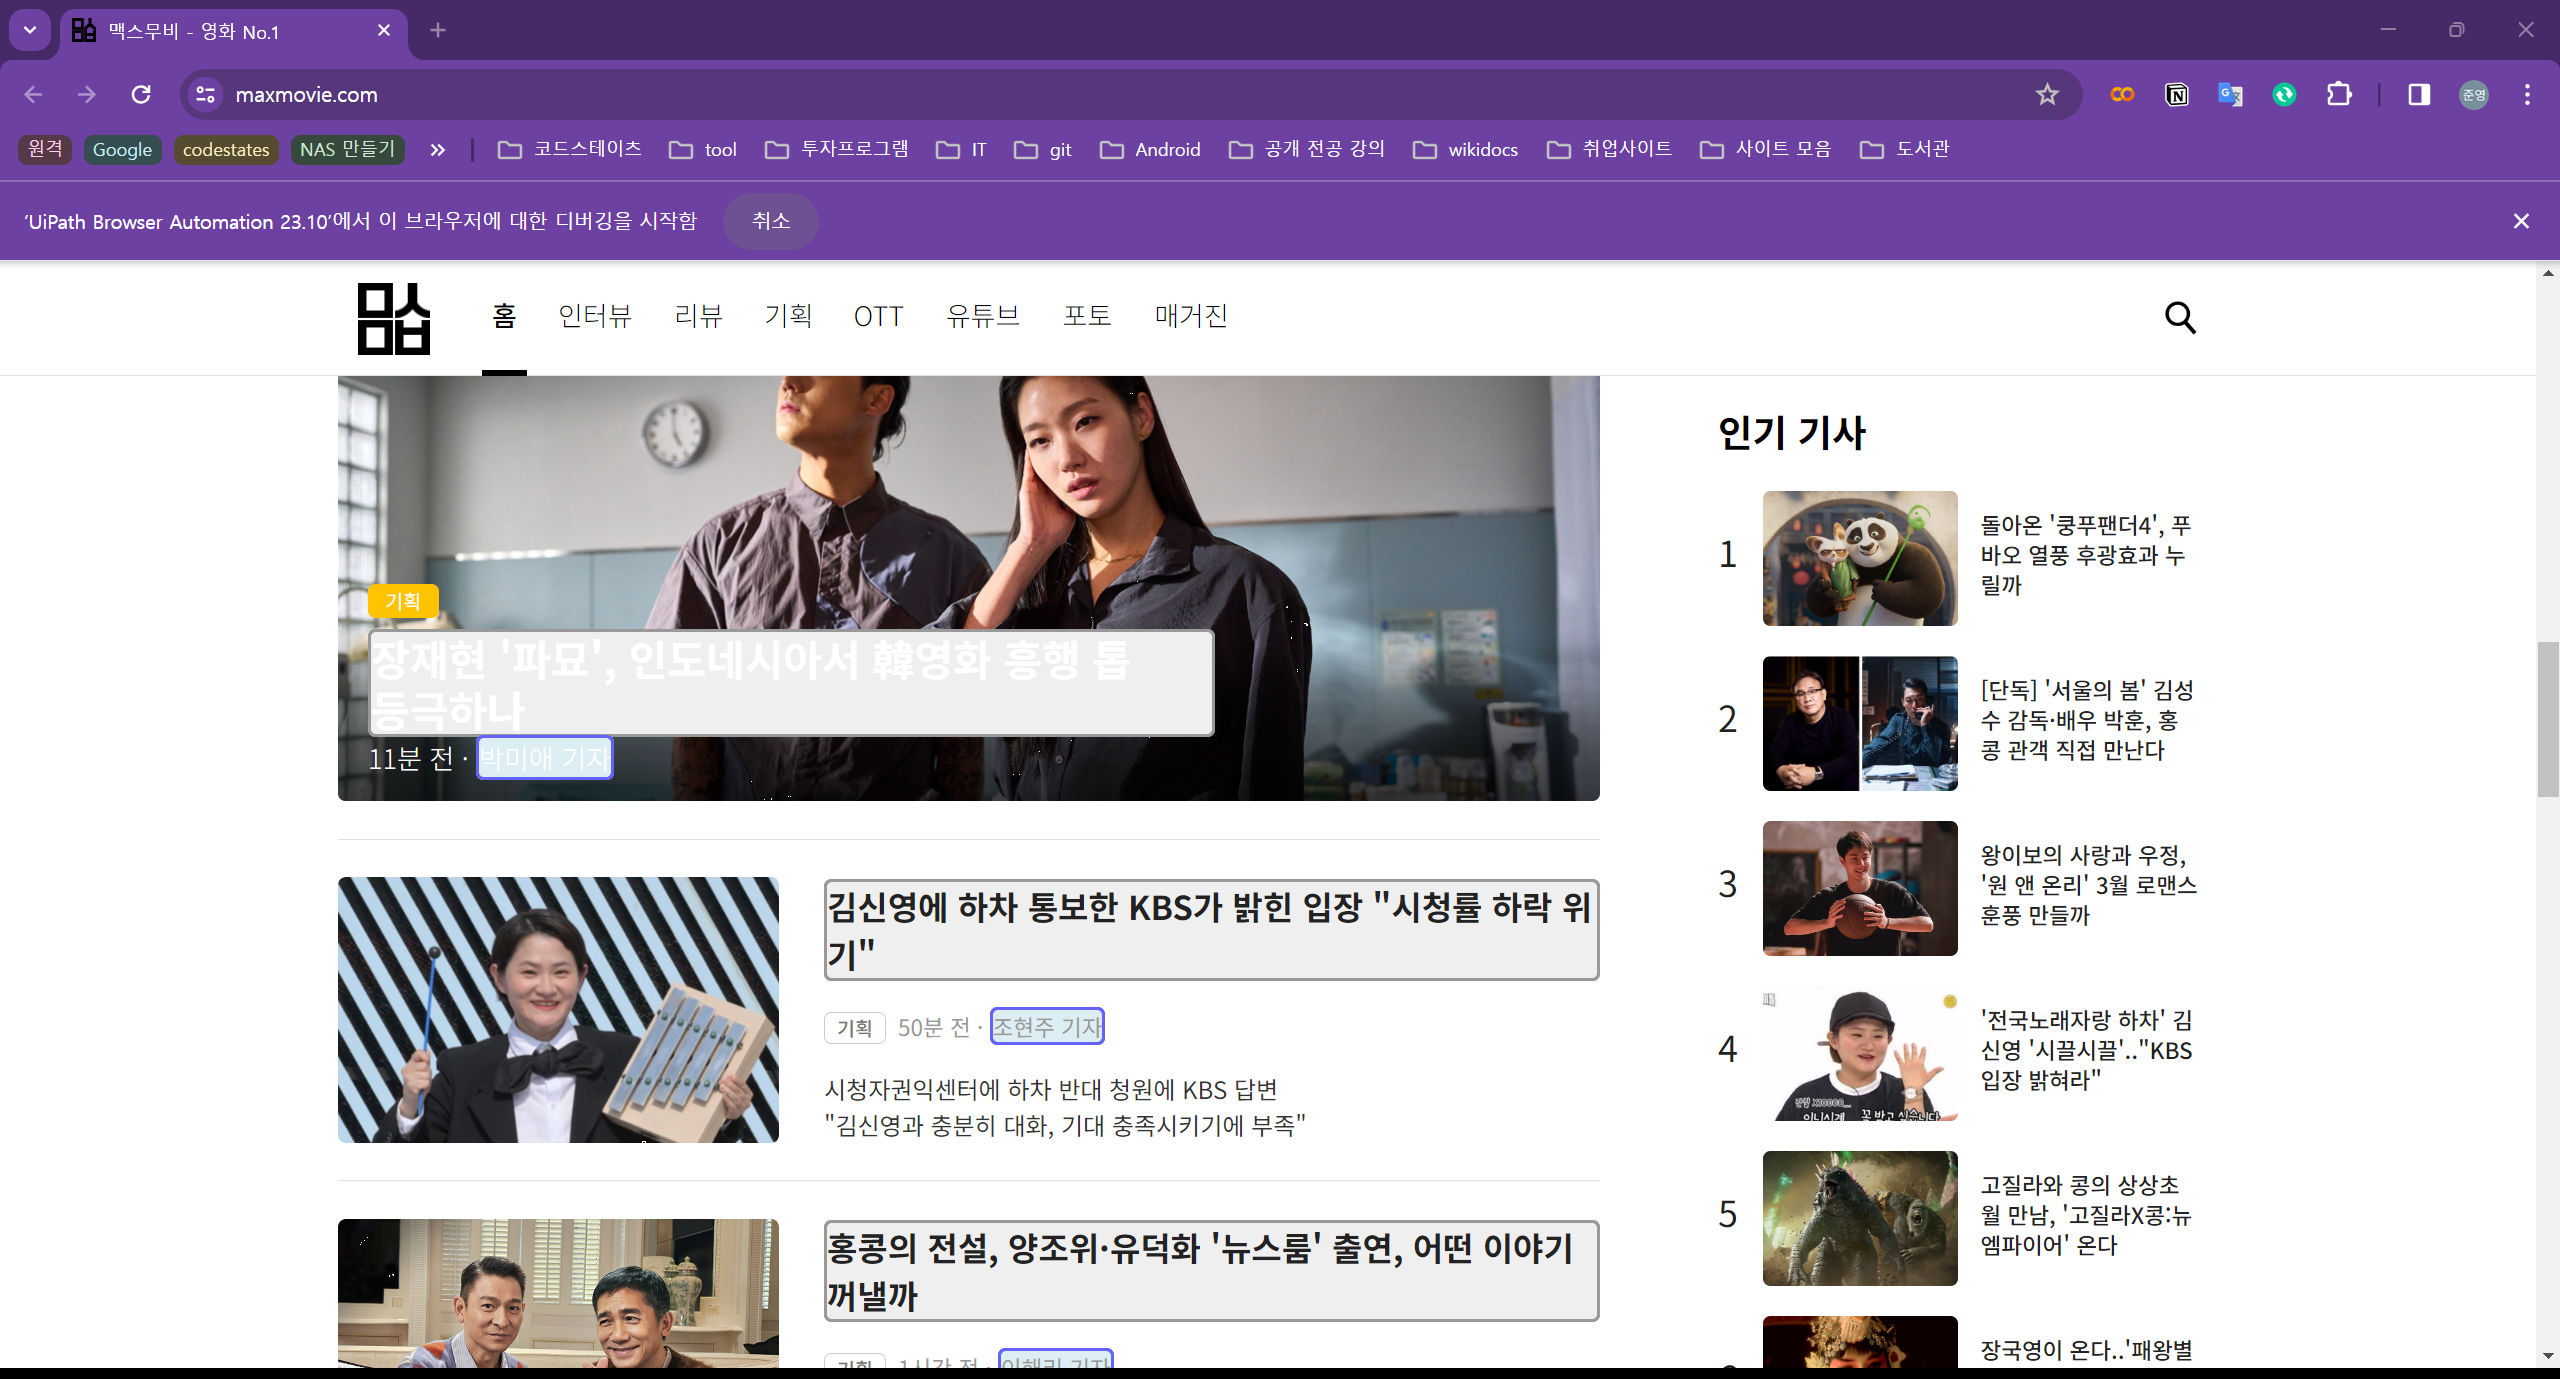 맥스무비 - 영화 No.1
maxmovie.com
준영
원격
Google
codestates
NAS 만들기
코드스테이츠
tool
투자프로그램
IT
git
Android
공개 전공 강의
wikidocs
취업사이트
사이트 모음
도서관
'UiPath Browser Automation 23.10'에서 이 브라우저에 대한 디버깅을 시작함
취소
홈
인터뷰
리뷰
기획
OTT
유튜브
포토
매거진
기획
장재현 '파묘', 인도네시아서 韓영화 흥행 톱
등극하나
11분 전 · 박미애 기자
김신영에 하차 통보한 KBS가 밝힌 입장 "시청률 하락 위
기"
기획
50분 전 · 조현주 기자
시청자권익센터에 하차 반대 청원에 KBS 답변
"김신영과 충분히 대화, 기대 충족시키기에 부족"
홍콩의 전설, 양조위·유덕화 '뉴스룸' 출연, 어떤 이야기
꺼낼까
기획
1시간 전 · 이해리 기자
인기 기사
1
돌아온 '쿵푸팬더4', 푸
바오 열풍 후광효과 누
릴까
2
[단독] '서울의 봄' 김성
수 감독·배우 박훈, 홍
콩 관객 직접 만난다
3
왕이보의 사랑과 우정,
'원 앤 온리' 3월 로맨스
훈풍 만들까
4
'전국노래자랑 하차' 김
신영 '시끌시끌'.."KBS
입장 밝혀라"
5
고질라와 콩의 상상초
월 만남, '고질라X콩:뉴
엠파이어' 온다
장국영이 온다..'패왕별